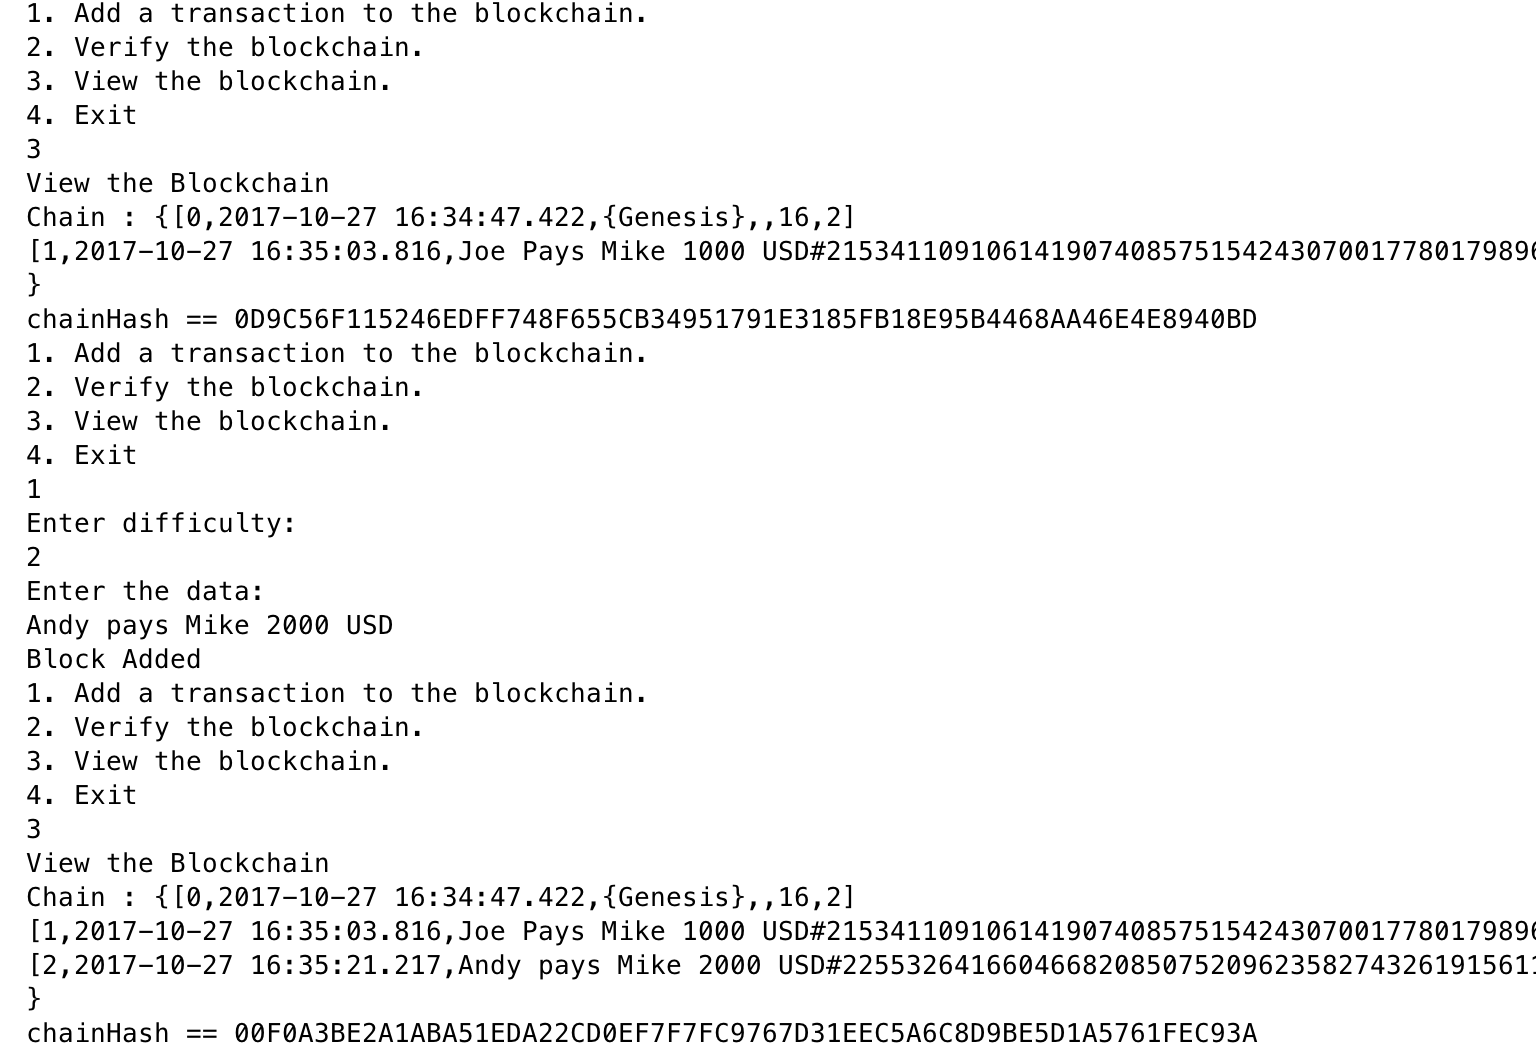 1. Add a transaction to the blockchain.
2. Verify the blockchain.
3. View the blockchain.
4. Exit
3
View the Blockchain
Chain : {[0,2017-10-27 16:34:47.422,{Genesis},,16,2]
[1,2017-10-27 16:35:03.816,Joe Pays Mike 1000 USD#215341109106141907408575154243070017780179896
}
chainHash == 0D9C56F115246EDFF748F655CB34951791E3185FB18E95B4468AA46E4E8940BD
1. Add a transaction to the blockchain.
2. Verify the blockchain.
3. View the blockchain.
4. Exit
1
Enter difficulty:
2
Enter the data:
Andy pays Mike 2000 USD
Block Added
1. Add a transaction to the blockchain.
2. Verify the blockchain.
3. View the blockchain.
4. Exit
3
View the Blockchain
Chain : {[0,2017-10-27 16:34:47.422,{Genesis},,16,2]
[1,2017-10-27 16:35:03.816,Joe Pays Mike 1000 USD#215341109106141907408575154243070017780179896
[2,2017-10-27 16:35:21.217,Andy pays Mike 2000 USD#22553264166046682085075209623582743261915611
}
chainHash == 00F0A3BE2A1ABA51EDA22CD0EF7F7FC9767D31EEC5A6C8D9BE5D1A5761FEC93A